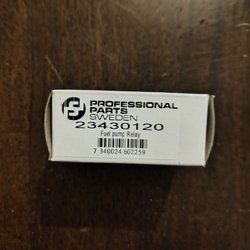 PROFESSIONAL
PARTS
SWEDEN
23430120
Fuel pump Relay
7 340024 602259